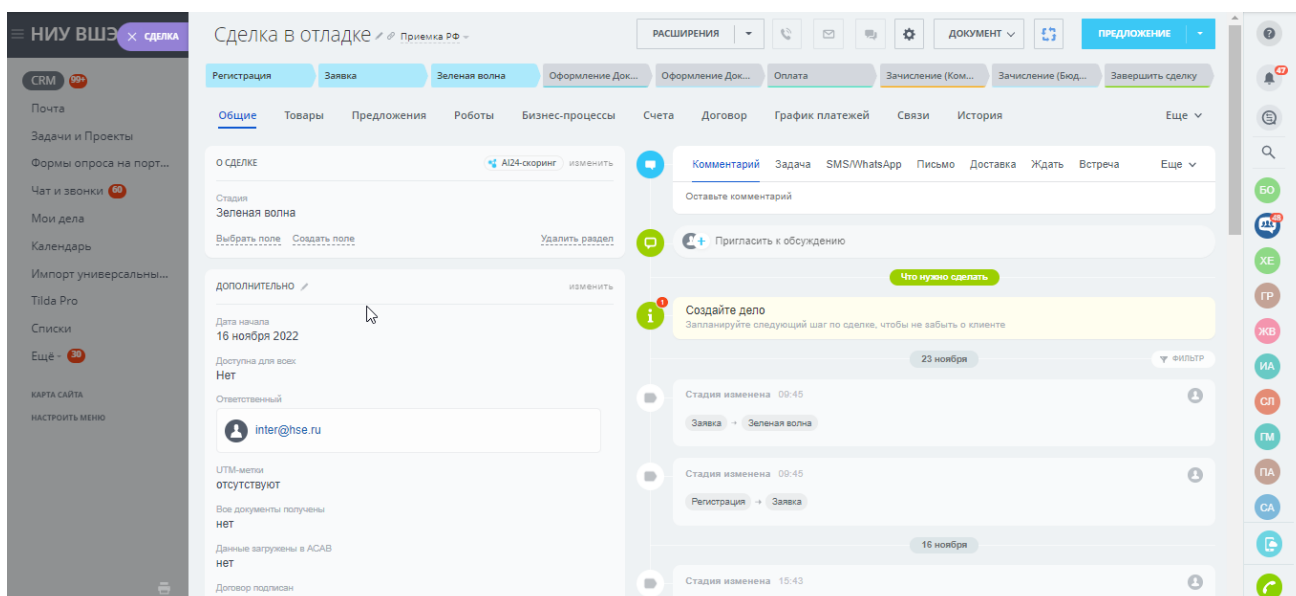 НИУ ВШЭ
СДЕЛКА
Сделка в отладке
Приемка РФ
РАСШИРЕНИЯ
ДОКУМЕНТ
ПРЕДЛОЖЕНИЕ
CRM 99+
Почта
Задачи и Проекты
Формы опроса на порт...
Чат и звонки 60
Мои дела
Календарь
Импорт универсальны...
Tilda Pro
Списки
Ещё - 30
КАРТА САЙТА
НАСТРОИТЬ МЕНЮ
Регистрация
Заявка
Зеленая волна
Оформление Док...
Оформление Док...
Оплата
Зачисление (Ком...
Зачисление (Бюд...
Завершить сделку
Общие
Товары
Предложения
Роботы
Бизнес-процессы
Счета
Договор
График платежей
Связи
История
Еще
О СДЕЛКЕ
AI24-скоринг
изменить
Стадия
Зеленая волна
Выбрать поле
Создать поле
Удалить раздел
ДОПОЛНИТЕЛЬНО
изменить
Дата начала
16 ноября 2022
Доступна для всех
Нет
Ответственный
inter@hse.ru
UTM-метки
отсутствуют
Все документы получены
нет
Данные загружены в АСАВ
нет
Договор подписан
Комментарий
Задача
SMS/WhatsApp
Письмо
Доставка
Ждать
Встреча
Еще
Оставьте комментарий
Пригласить к обсуждению
Что нужно сделать
1
Создайте дело
Запланируйте следующий шаг по сделке, чтобы не забыть о клиенте
23 ноября
ФИЛЬТР
Стадия изменена 09:45
Заявка → Зеленая волна
Стадия изменена 09:45
Регистрация → Заявка
16 ноября
Стадия изменена 15:43
?
47
БО
48
ХЕ
ГР
ЖВ
ИА
СЛ
ГМ
ПА
СА